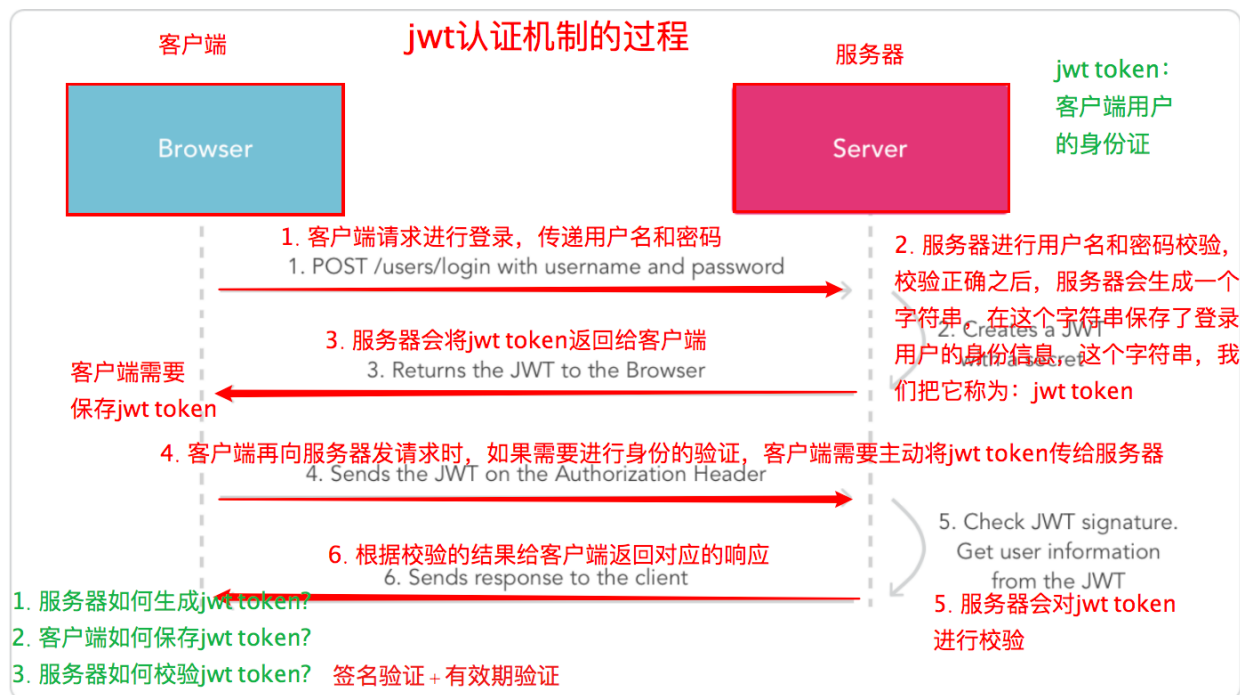 jwt认证机制的过程
客户端
服务器
jwt token：
客户端用户
的身份证
Browser
Server
1. 客户端请求进行登录，传递用户名和密码
1. POST /users/login with username and password
2. 服务器进行用户名和密码校验，
校验正确之后，服务器会生成一个
字符串，在这个字符串保存了登录
用户的身份信息，这个字符串，我
们把它称为：jwt token
2. Creates a JWT
with a secret
3. 服务器会将jwt token返回给客户端
3. Returns the JWT to the Browser
客户端需要
保存jwt token
4. 客户端再向服务器发请求时，如果需要进行身份的验证，客户端需要主动将jwt token传给服务器
4. Sends the JWT on the Authorization Header
5. Check JWT signature.
Get user information
from the JWT
5. 服务器会对jwt token
进行校验
6. 根据校验的结果给客户端返回对应的响应
6. Sends response to the client
1. 服务器如何生成jwt token?
2. 客户端如何保存jwt token?
3. 服务器如何校验jwt token? 签名验证 + 有效期验证